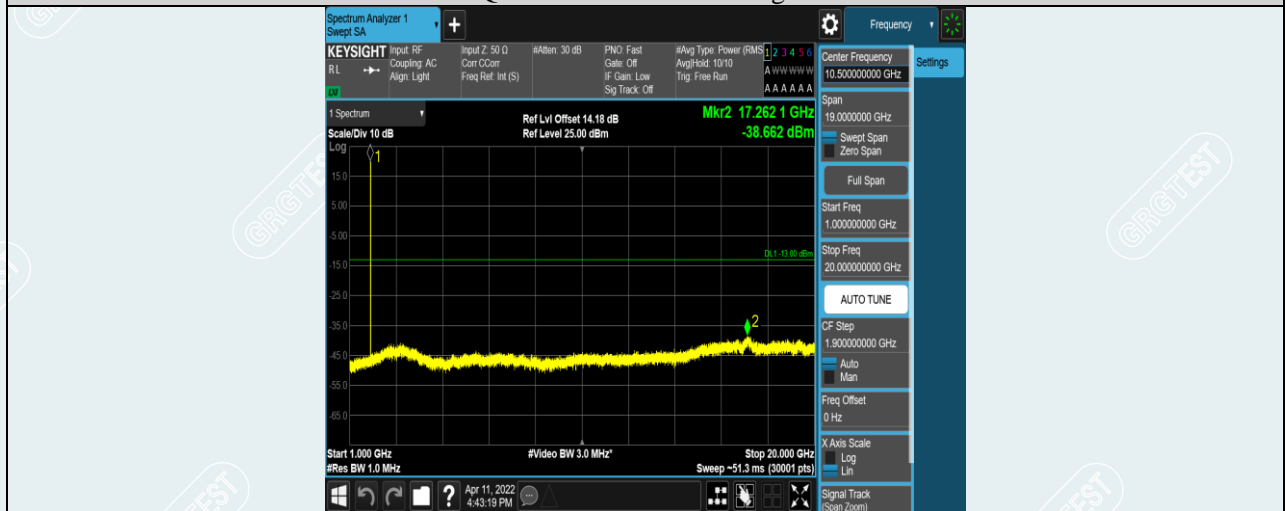 Spectrum Analyzer 1
Swept SA
+
Frequency
KEYSIGHT
RL
Input: RF
Coupling: AC
Align: Light
Input Z: 50 Ω
Corr CCorr
Freq Ref: Int (S)
#Atten: 30 dB
PNO: Fast
Gate: Off
IF Gain: Low
Sig Track: Off
#Avg Type: Power (RMS
Avg|Hold: 10/10
Trig: Free Run
1 2 3 4 5 6
A W W W W W
A A A A A A
1 Spectrum
Scale/Div 10 dB
Log
Ref Lvl Offset 14.18 dB
Ref Level 25.00 dBm
Mkr2 17.262 1 GHz
-38.662 dBm
1
15.0
5.00
-5.00
DL1 -13.00 dBm
-15.0
-25.0
-35.0
2
-45.0
-55.0
-65.0
Start 1.000 GHz
#Res BW 1.0 MHz
#Video BW 3.0 MHz*
Stop 20.000 GHz
Sweep ~51.3 ms (30001 pts)
?
Apr 11, 2022
4:43:19 PM
Center Frequency
10.500000000 GHz
Settings
Span
19.0000000 GHz
Swept Span
Zero Span
Full Span
Start Freq
1.000000000 GHz
Stop Freq
20.000000000 GHz
AUTO TUNE
CF Step
1.900000000 GHz
Auto
Man
Freq Offset
0 Hz
X Axis Scale
Log
Lin
Signal Track
(Span Zoom)
GRGTEST
GRGTEST
GRGTEST
GRGTEST
GRGTEST